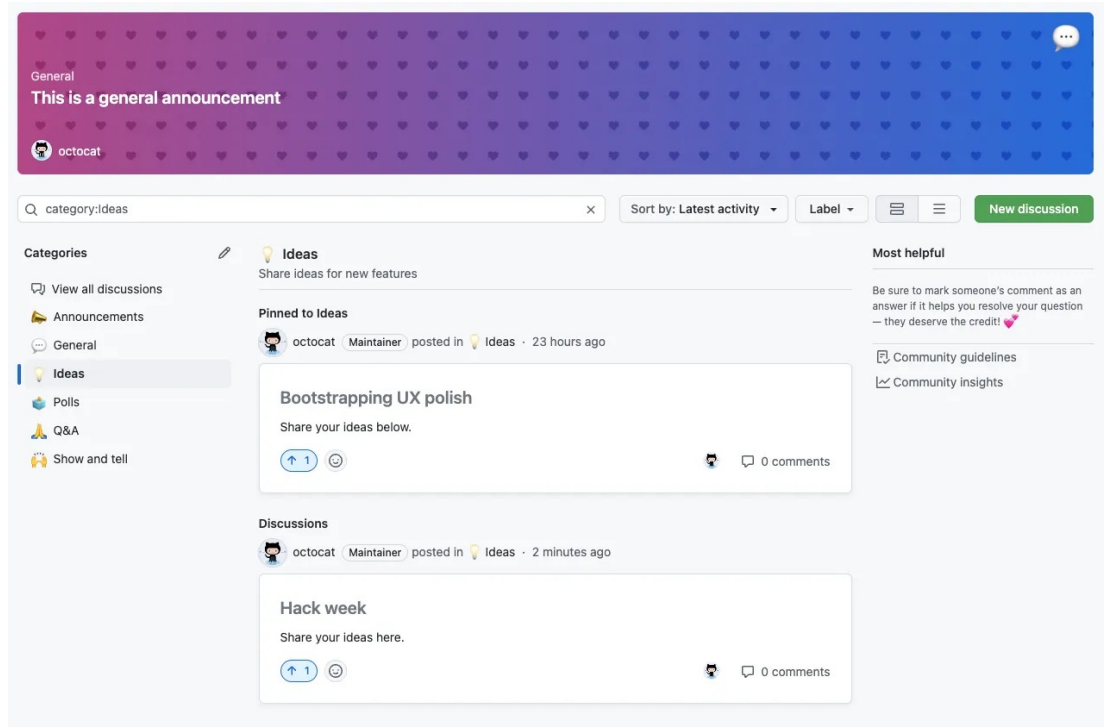 General
This is a general announcement
octocat
category:Ideas
Sort by: Latest activity
Label
New discussion
Categories
View all discussions
Announcements
General
Ideas
Polls
Q&A
Show and tell
Ideas
Share ideas for new features
Pinned to Ideas
octocat Maintainer posted in Ideas · 23 hours ago
Bootstrapping UX polish
Share your ideas below.
1
0 comments
Discussions
octocat Maintainer posted in Ideas · 2 minutes ago
Hack week
Share your ideas here.
1
0 comments
Most helpful
Be sure to mark someone's comment as an
answer if it helps you resolve your question
— they deserve the credit! 💕
Community guidelines
Community insights